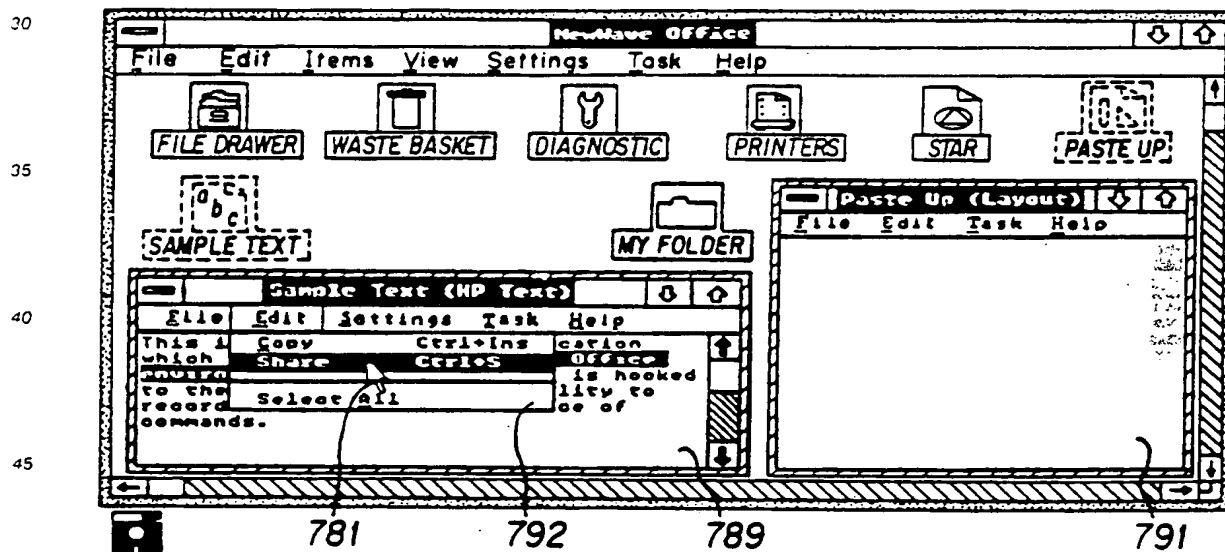 30
NewWave Office
File Edit Items View Settings Task Help
FILE DRAWER WASTE BASKET DIAGNOSTIC PRINTERS STAR PASTE UP
35
abc
SAMPLE TEXT MY FOLDER
Paste Up (Layout)
File Edit Task Help
Sample Text (HP Text)
40
File Edit Settings Task Help
This i Copy Ctrl+Ins cation
which Share Ctrl+S Office
environ is hooked
to the Select All lity to
record ce of
commands.
45
781 792 789 791